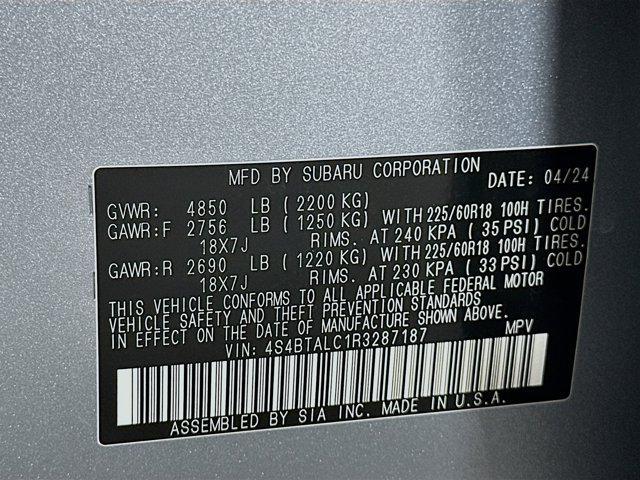 MFD BY SUBARU CORPORATION DATE: 04/24
GVWR: 4850 LB (2200 KG)
GAWR:F 2756 LB (1250 KG) WITH 225/60R18 100H TIRES.
18X7J RIMS. AT 240 KPA (35 PSI) COLD
GAWR:R 2690 LB (1220 KG) WITH 225/60R18 100H TIRES.
18X7J RIMS. AT 230 KPA (33 PSI) COLD
THIS VEHICLE CONFORMS TO ALL APPLICABLE FEDERAL MOTOR
VEHICLE SAFETY AND THEFT PREVENTION STANDARDS
IN EFFECT ON THE DATE OF MANUFACTURE SHOWN ABOVE.
VIN: 4S4BTALC1R3287187 MPV
ASSEMBLED BY SIA INC. MADE IN U.S.A.